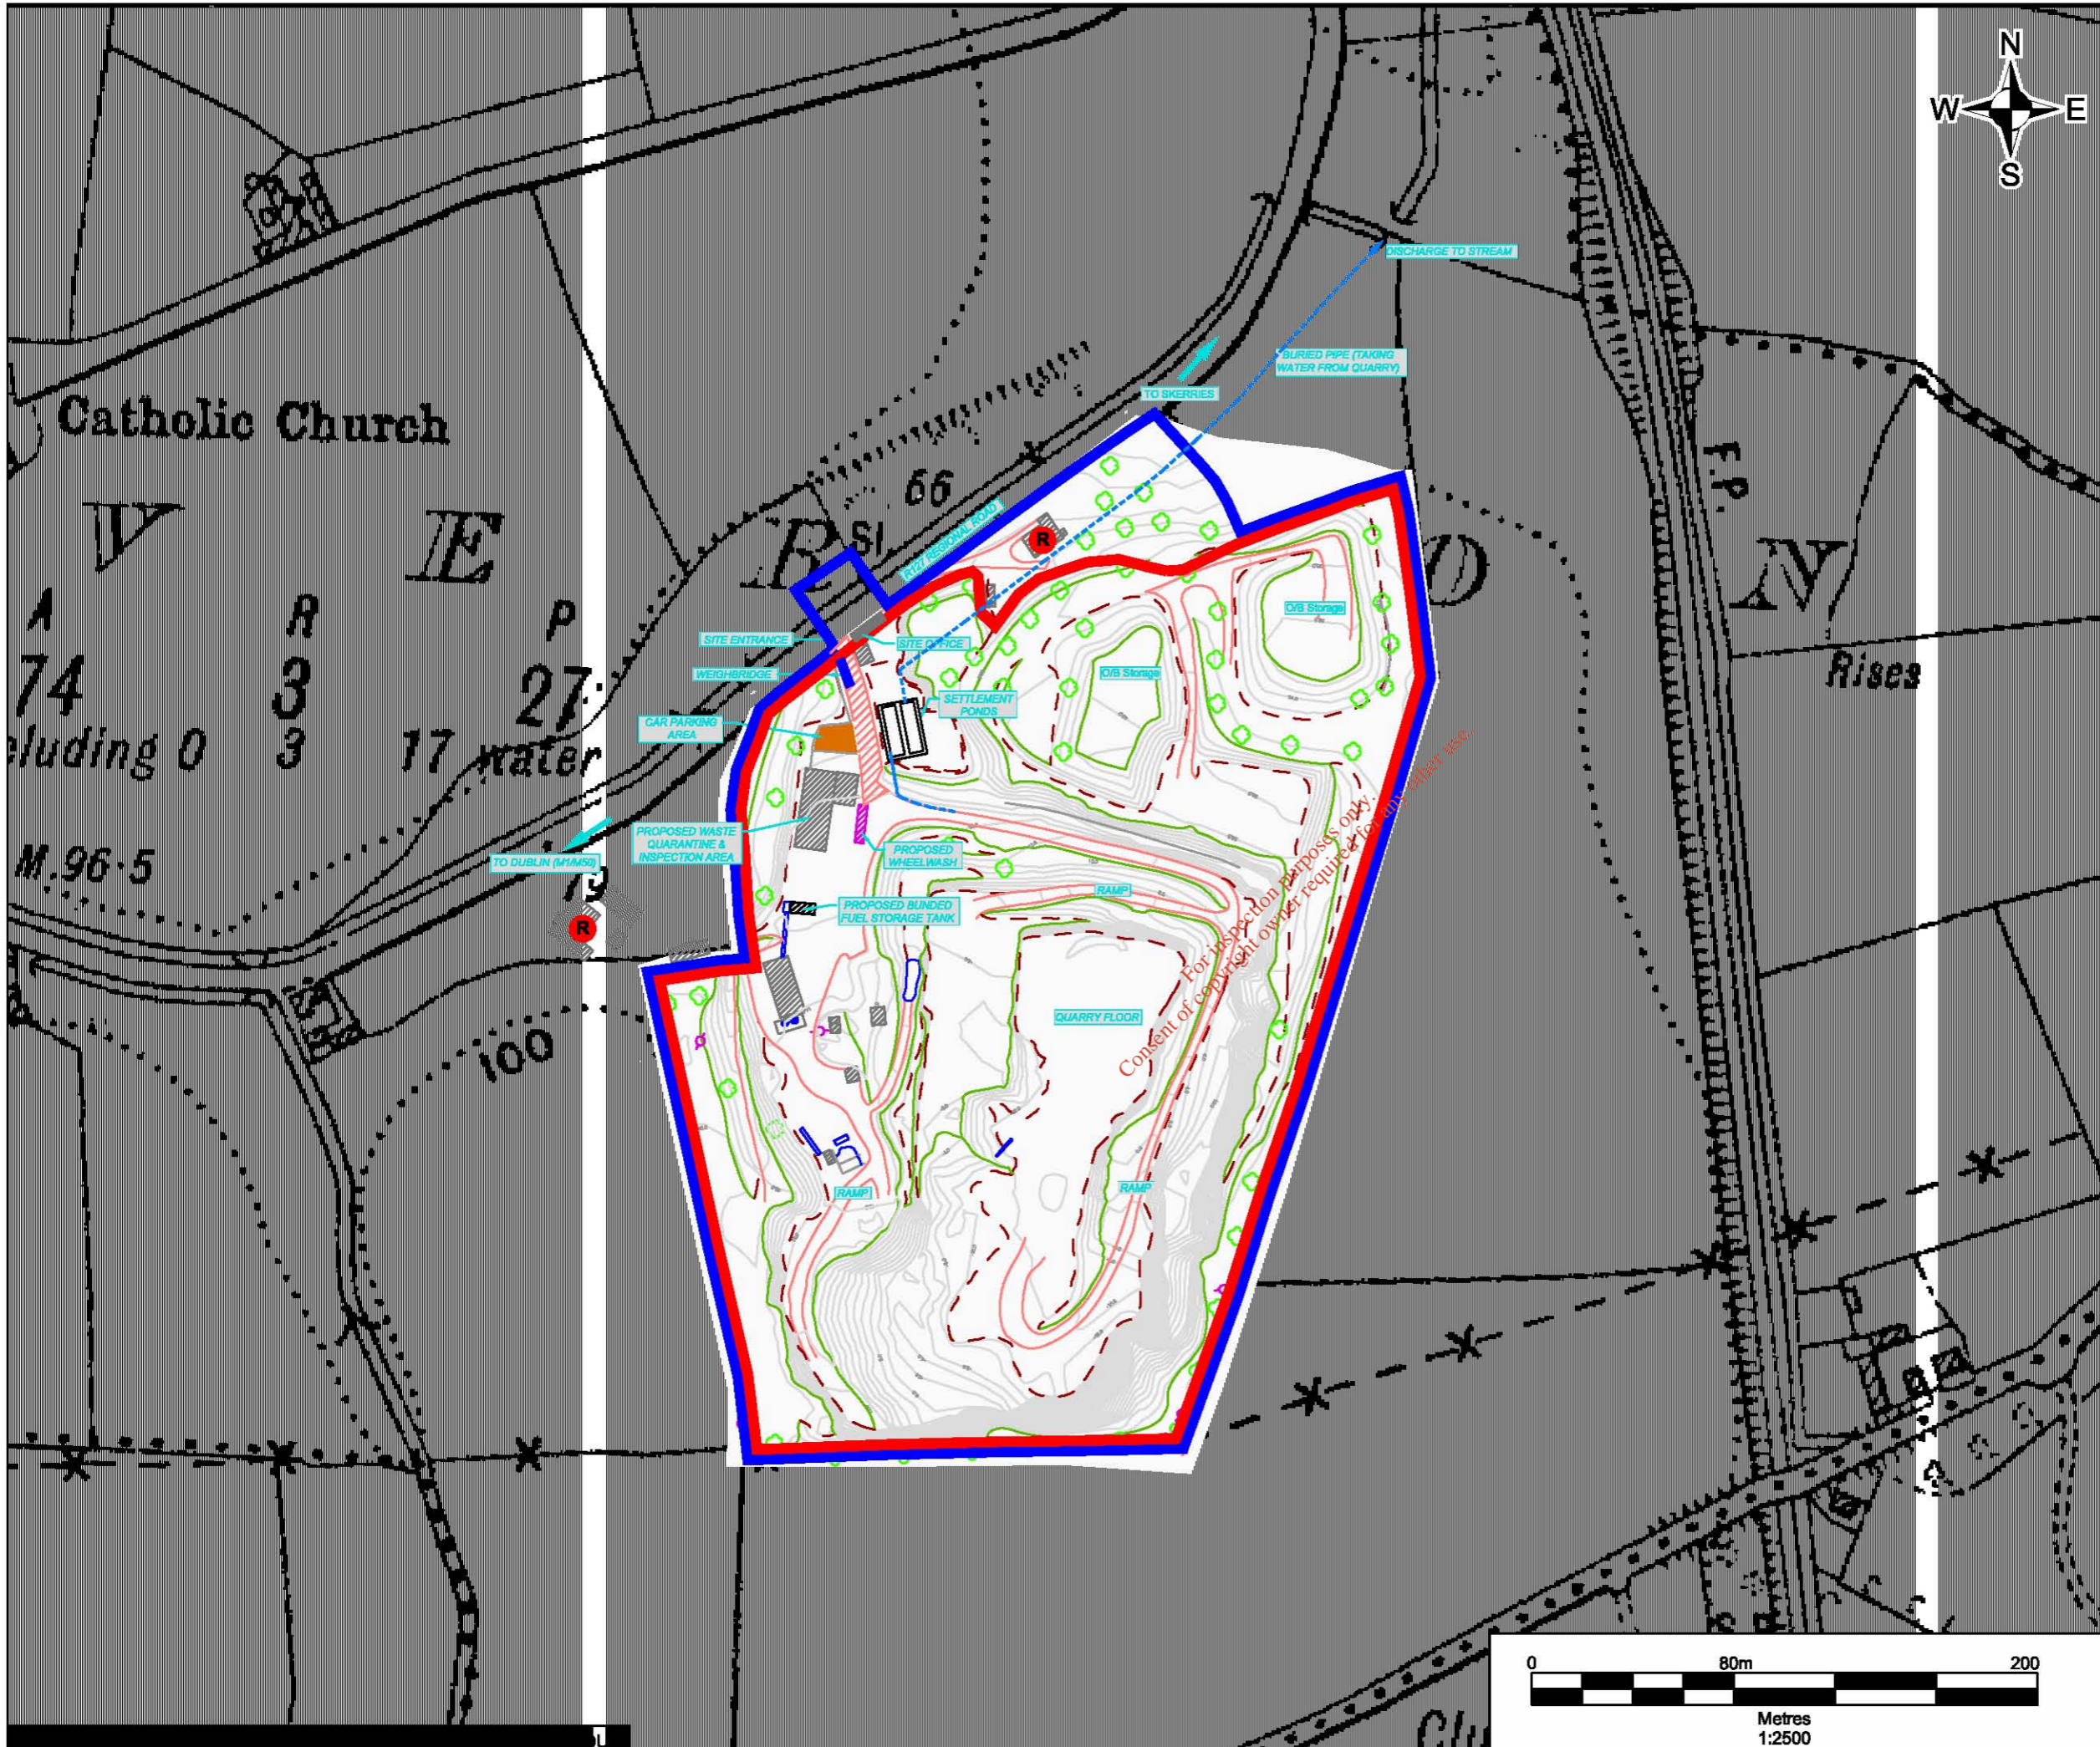 N
W E
S
DISCHARGE TO STREAM
BURIED PIPE (TAKING
WATER FROM QUARRY)
TO SKERRIES
Catholic Church
66
V E R S1 O N
R127 REGIONAL ROAD
R
O/B Storage
A R P
SITE ENTRANCE
SITE OFFICE
74 3 27
WEIGHBRIDGE
O/B Storage
Rises
F.P.
SETTLEMENT
PONDS
CAR PARKING
AREA
cluding 0 3 17 water
PROPOSED WASTE
QUARANTINE &
INSPECTION AREA
PROPOSED
WHEELWASH
TO DUBLIN (M1/M50)
M.96·5
79
RAMP
PROPOSED BUNDED
FUEL STORAGE TANK
R
For inspection purposes only.
Consent of copyright owner required for any other use.
QUARRY FLOOR
100
RAMP
RAMP
0 80m 200
Metres
1:2500